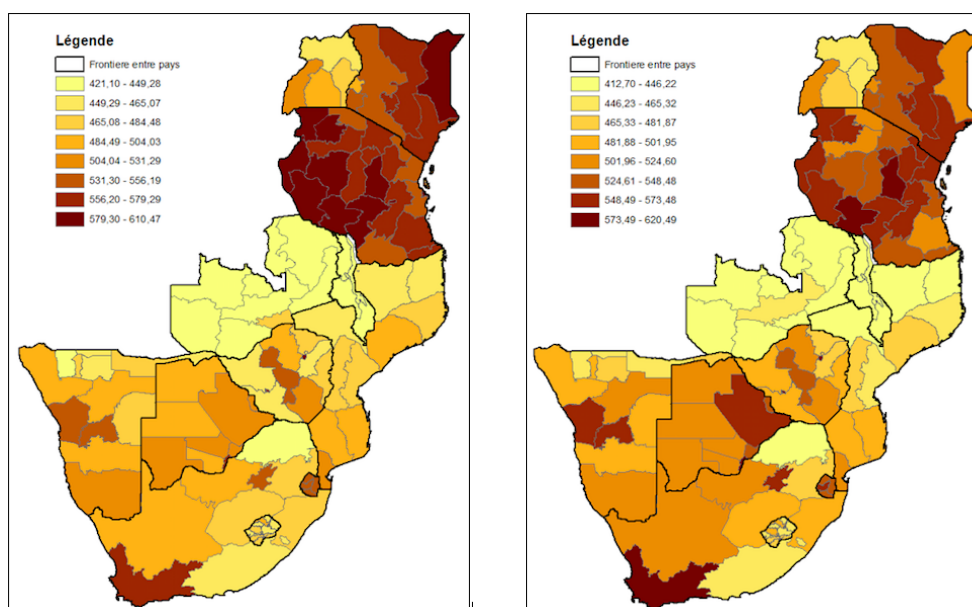 Légende
Frontiere entre pays
421,10 - 449,28
449,29 - 465,07
465,08 - 484,48
484,49 - 504,03
504,04 - 531,29
531,30 - 556,19
556,20 - 579,29
579,30 - 610,47
Légende
Frontiere entre pays
412,70 - 446,22
446,23 - 465,32
465,33 - 481,87
481,88 - 501,95
501,96 - 524,60
524,61 - 548,48
548,49 - 573,48
573,49 - 620,49